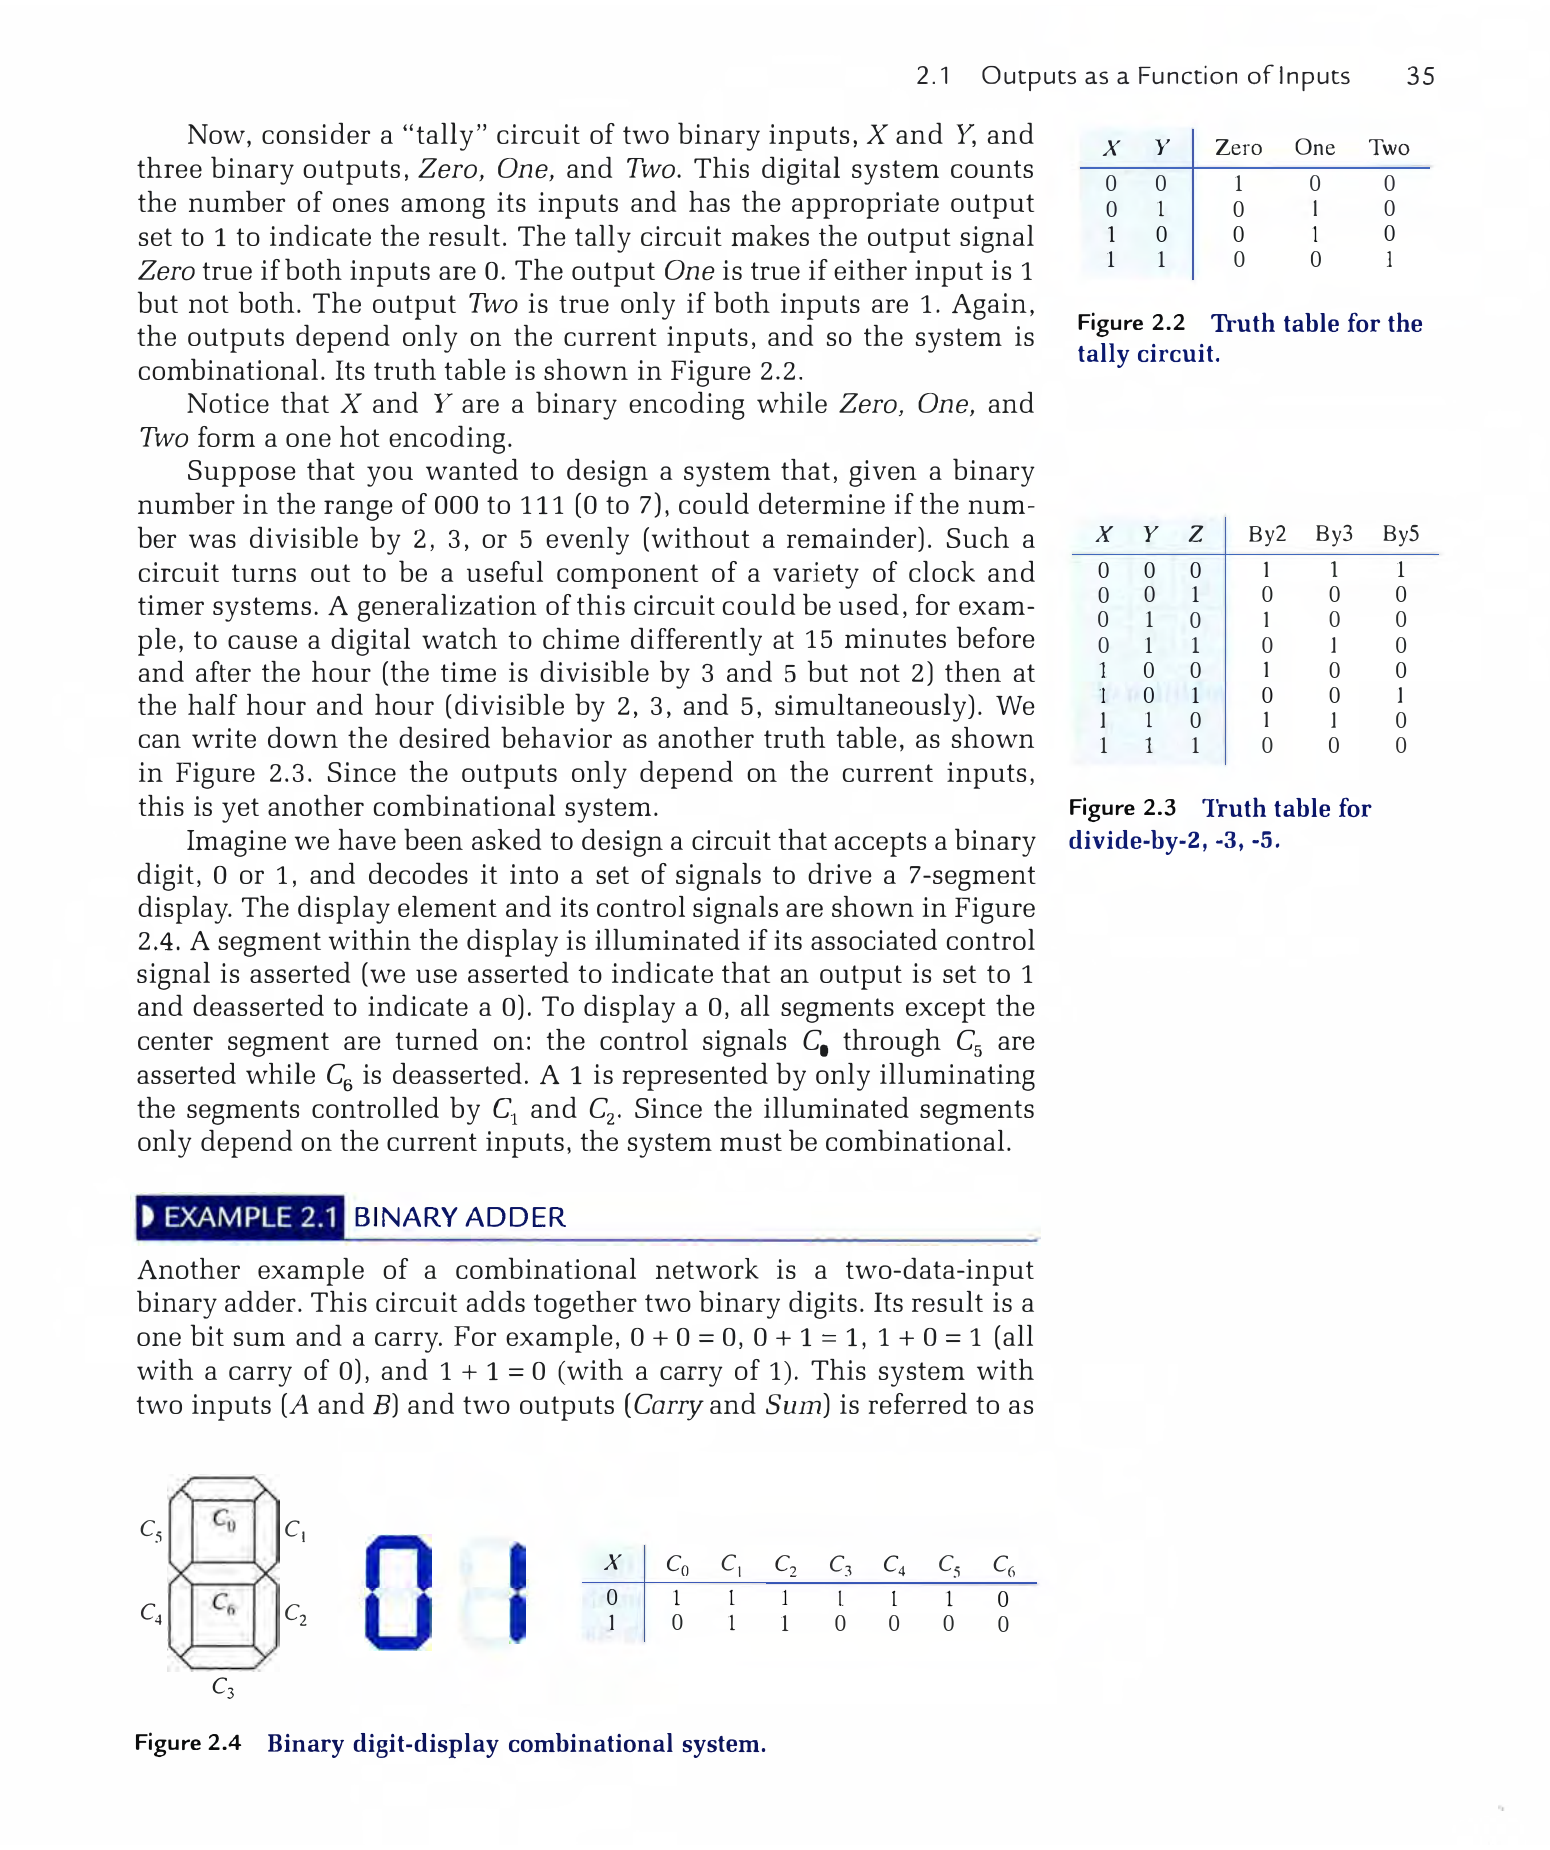 2.1 Outputs as a Function of Inputs 35
Now, consider a “tally” circuit of two binary inputs, X and Y, and
three binary outputs, Zero, One, and Two. This digital system counts
the number of ones among its inputs and has the appropriate output
set to 1 to indicate the result. The tally circuit makes the output signal
Zero true if both inputs are 0. The output One is true if either input is 1
but not both. The output Two is true only if both inputs are 1. Again,
the outputs depend only on the current inputs, and so the system is
combinational. Its truth table is shown in Figure 2.2.
Notice that X and Y are a binary encoding while Zero, One, and
Two form a one hot encoding.
Suppose that you wanted to design a system that, given a binary
number in the range of 000 to 111 (0 to 7), could determine if the num-
ber was divisible by 2, 3, or 5 evenly (without a remainder). Such a
circuit turns out to be a useful component of a variety of clock and
timer systems. A generalization of this circuit could be used, for exam-
ple, to cause a digital watch to chime differently at 15 minutes before
and after the hour (the time is divisible by 3 and 5 but not 2) then at
the half hour and hour (divisible by 2, 3, and 5, simultaneously). We
can write down the desired behavior as another truth table, as shown
in Figure 2.3. Since the outputs only depend on the current inputs,
this is yet another combinational system.
Imagine we have been asked to design a circuit that accepts a binary
digit, 0 or 1, and decodes it into a set of signals to drive a 7-segment
display. The display element and its control signals are shown in Figure
2.4. A segment within the display is illuminated if its associated control
signal is asserted (we use asserted to indicate that an output is set to 1
and deasserted to indicate a 0). To display a 0, all segments except the
center segment are turned on: the control signals C₀ through C₅ are
asserted while C₆ is deasserted. A 1 is represented by only illuminating
the segments controlled by C₁ and C₂. Since the illuminated segments
only depend on the current inputs, the system must be combinational.
X Y Zero One Two
0 0 1 0 0
0 1 0 1 0
1 0 0 1 0
1 1 0 0 1
Figure 2.2 Truth table for the
tally circuit.
X Y Z By2 By3 By5
0 0 0 1 1 1
0 0 1 0 0 0
0 1 0 1 0 0
0 1 1 0 1 0
1 0 0 1 0 0
1 0 1 0 0 1
1 1 0 1 1 0
1 1 1 0 0 0
Figure 2.3 Truth table for
divide-by-2, -3, -5.
EXAMPLE 2.1 BINARY ADDER
Another example of a combinational network is a two-data-input
binary adder. This circuit adds together two binary digits. Its result is a
one bit sum and a carry. For example, 0 + 0 = 0, 0 + 1 = 1, 1 + 0 = 1 (all
with a carry of 0), and 1 + 1 = 0 (with a carry of 1). This system with
two inputs (A and B) and two outputs (Carry and Sum) is referred to as
C₅ C₀ C₁
C₄ C₆ C₂
C₃
0 1
X C₀ C₁ C₂ C₃ C₄ C₅ C₆
0 1 1 1 1 1 1 0
1 0 1 1 0 0 0 0
Figure 2.4 Binary digit-display combinational system.